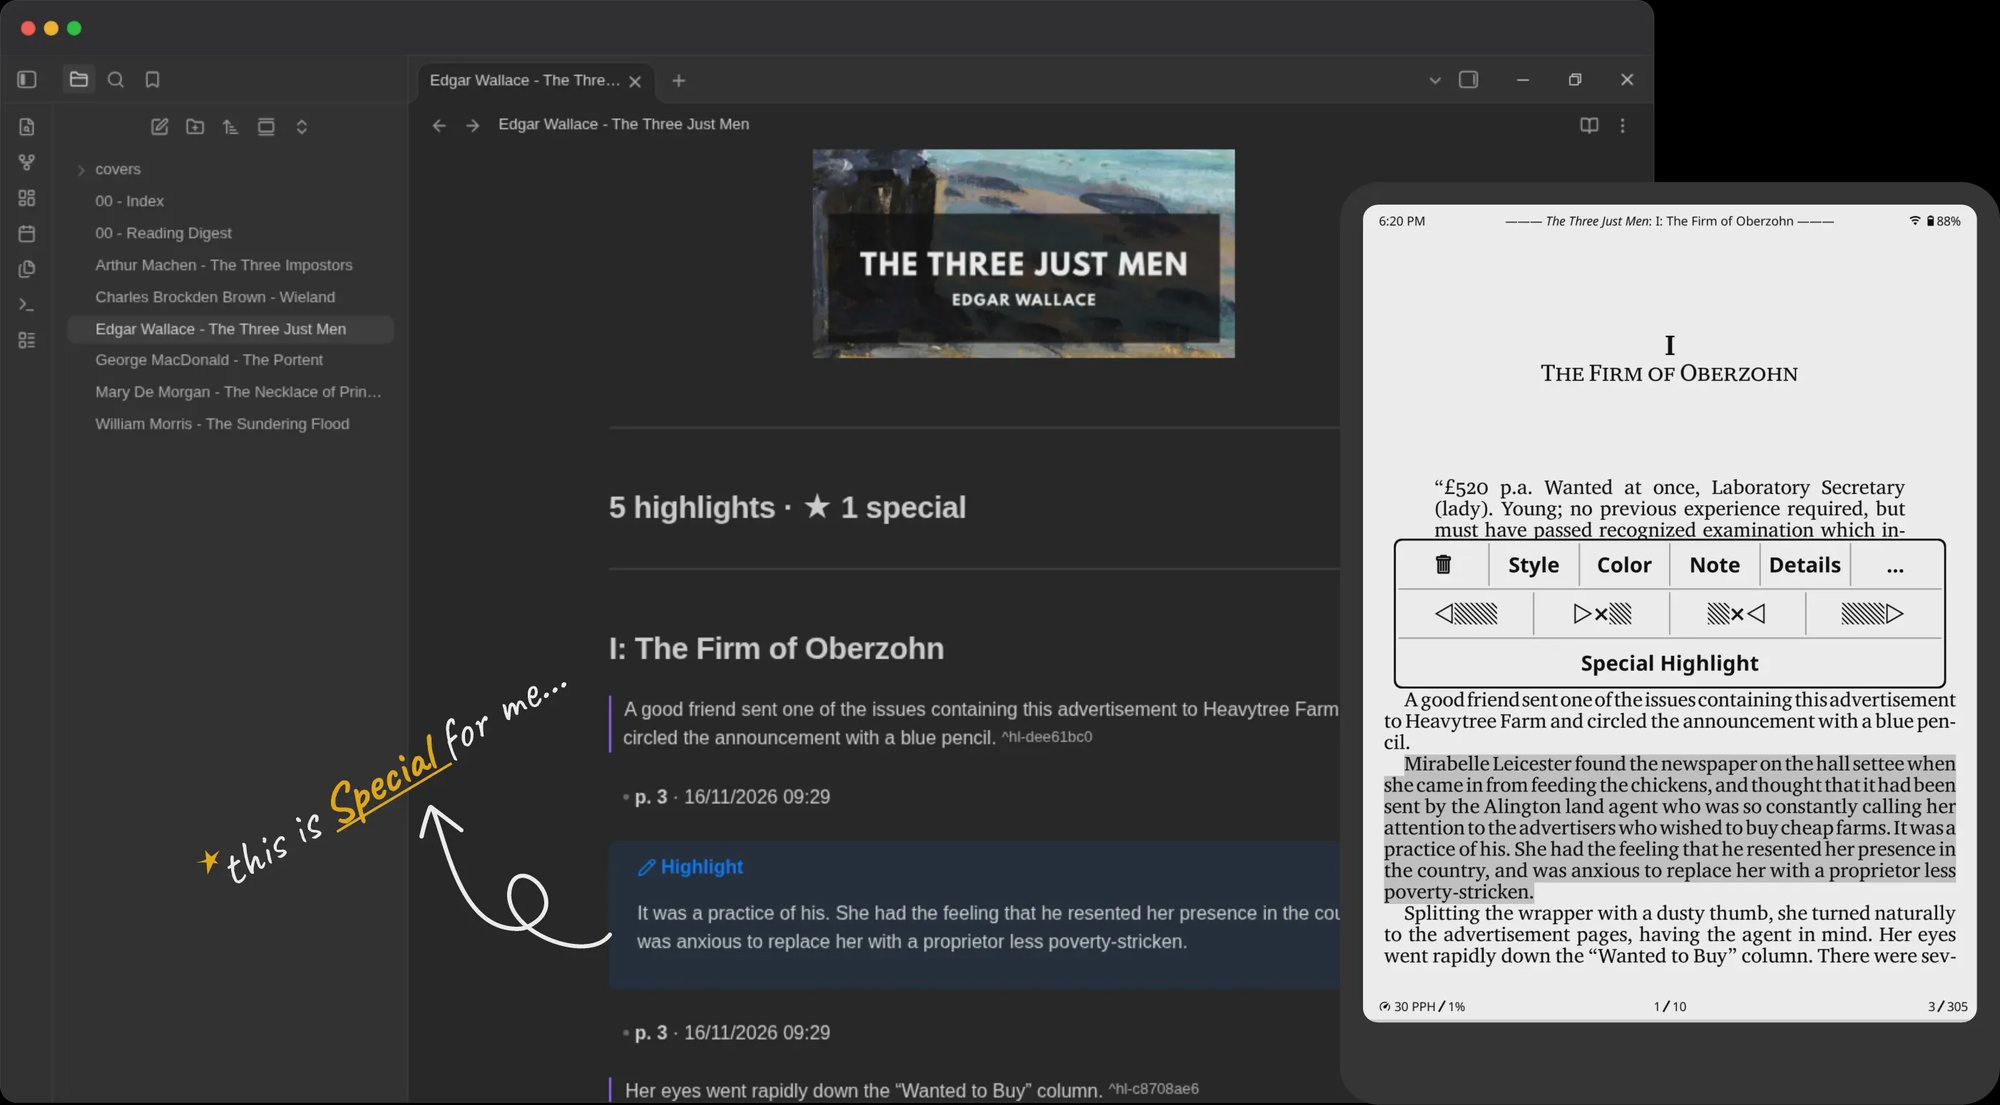 Edgar Wallace - The Thre...
Edgar Wallace - The Three Just Men
covers
00 - Index
00 - Reading Digest
Arthur Machen - The Three Impostors
Charles Brockden Brown - Wieland
Edgar Wallace - The Three Just Men
George MacDonald - The Portent
Mary De Morgan - The Necklace of Prin...
William Morris - The Sundering Flood
THE THREE JUST MEN
EDGAR WALLACE
5 highlights · ★ 1 special
I: The Firm of Oberzohn
A good friend sent one of the issues containing this advertisement to Heavytree Farm
circled the announcement with a blue pencil. ^hl-dee61bc0
• p. 3 · 16/11/2026 09:29
Highlight
It was a practice of his. She had the feeling that he resented her presence in the cou
was anxious to replace her with a proprietor less poverty-stricken.
• p. 3 · 16/11/2026 09:29
Her eyes went rapidly down the “Wanted to Buy” column. ^hl-c8708ae6
this is Special for me...
6:20 PM
——— The Three Just Men: I: The Firm of Oberzohn ———
88%
I
THE FIRM OF OBERZOHN
“£520 p.a. Wanted at once, Laboratory Secretary
(lady). Young; no previous experience required, but
must have passed recognized examination which in-
Style Color Note Details ...
Special Highlight
A good friend sent one of the issues containing this advertisement
to Heavytree Farm and circled the announcement with a blue pen-
cil.
Mirabelle Leicester found the newspaper on the hall settee when
she came in from feeding the chickens, and thought that it had been
sent by the Alington land agent who was so constantly calling her
attention to the advertisers who wished to buy cheap farms. It was a
practice of his. She had the feeling that he resented her presence in
the country, and was anxious to replace her with a proprietor less
poverty-stricken.
Splitting the wrapper with a dusty thumb, she turned naturally
to the advertisement pages, having the agent in mind. Her eyes
went rapidly down the “Wanted to Buy” column. There were sev-
30 PPH / 1%
1 / 10
3 / 305